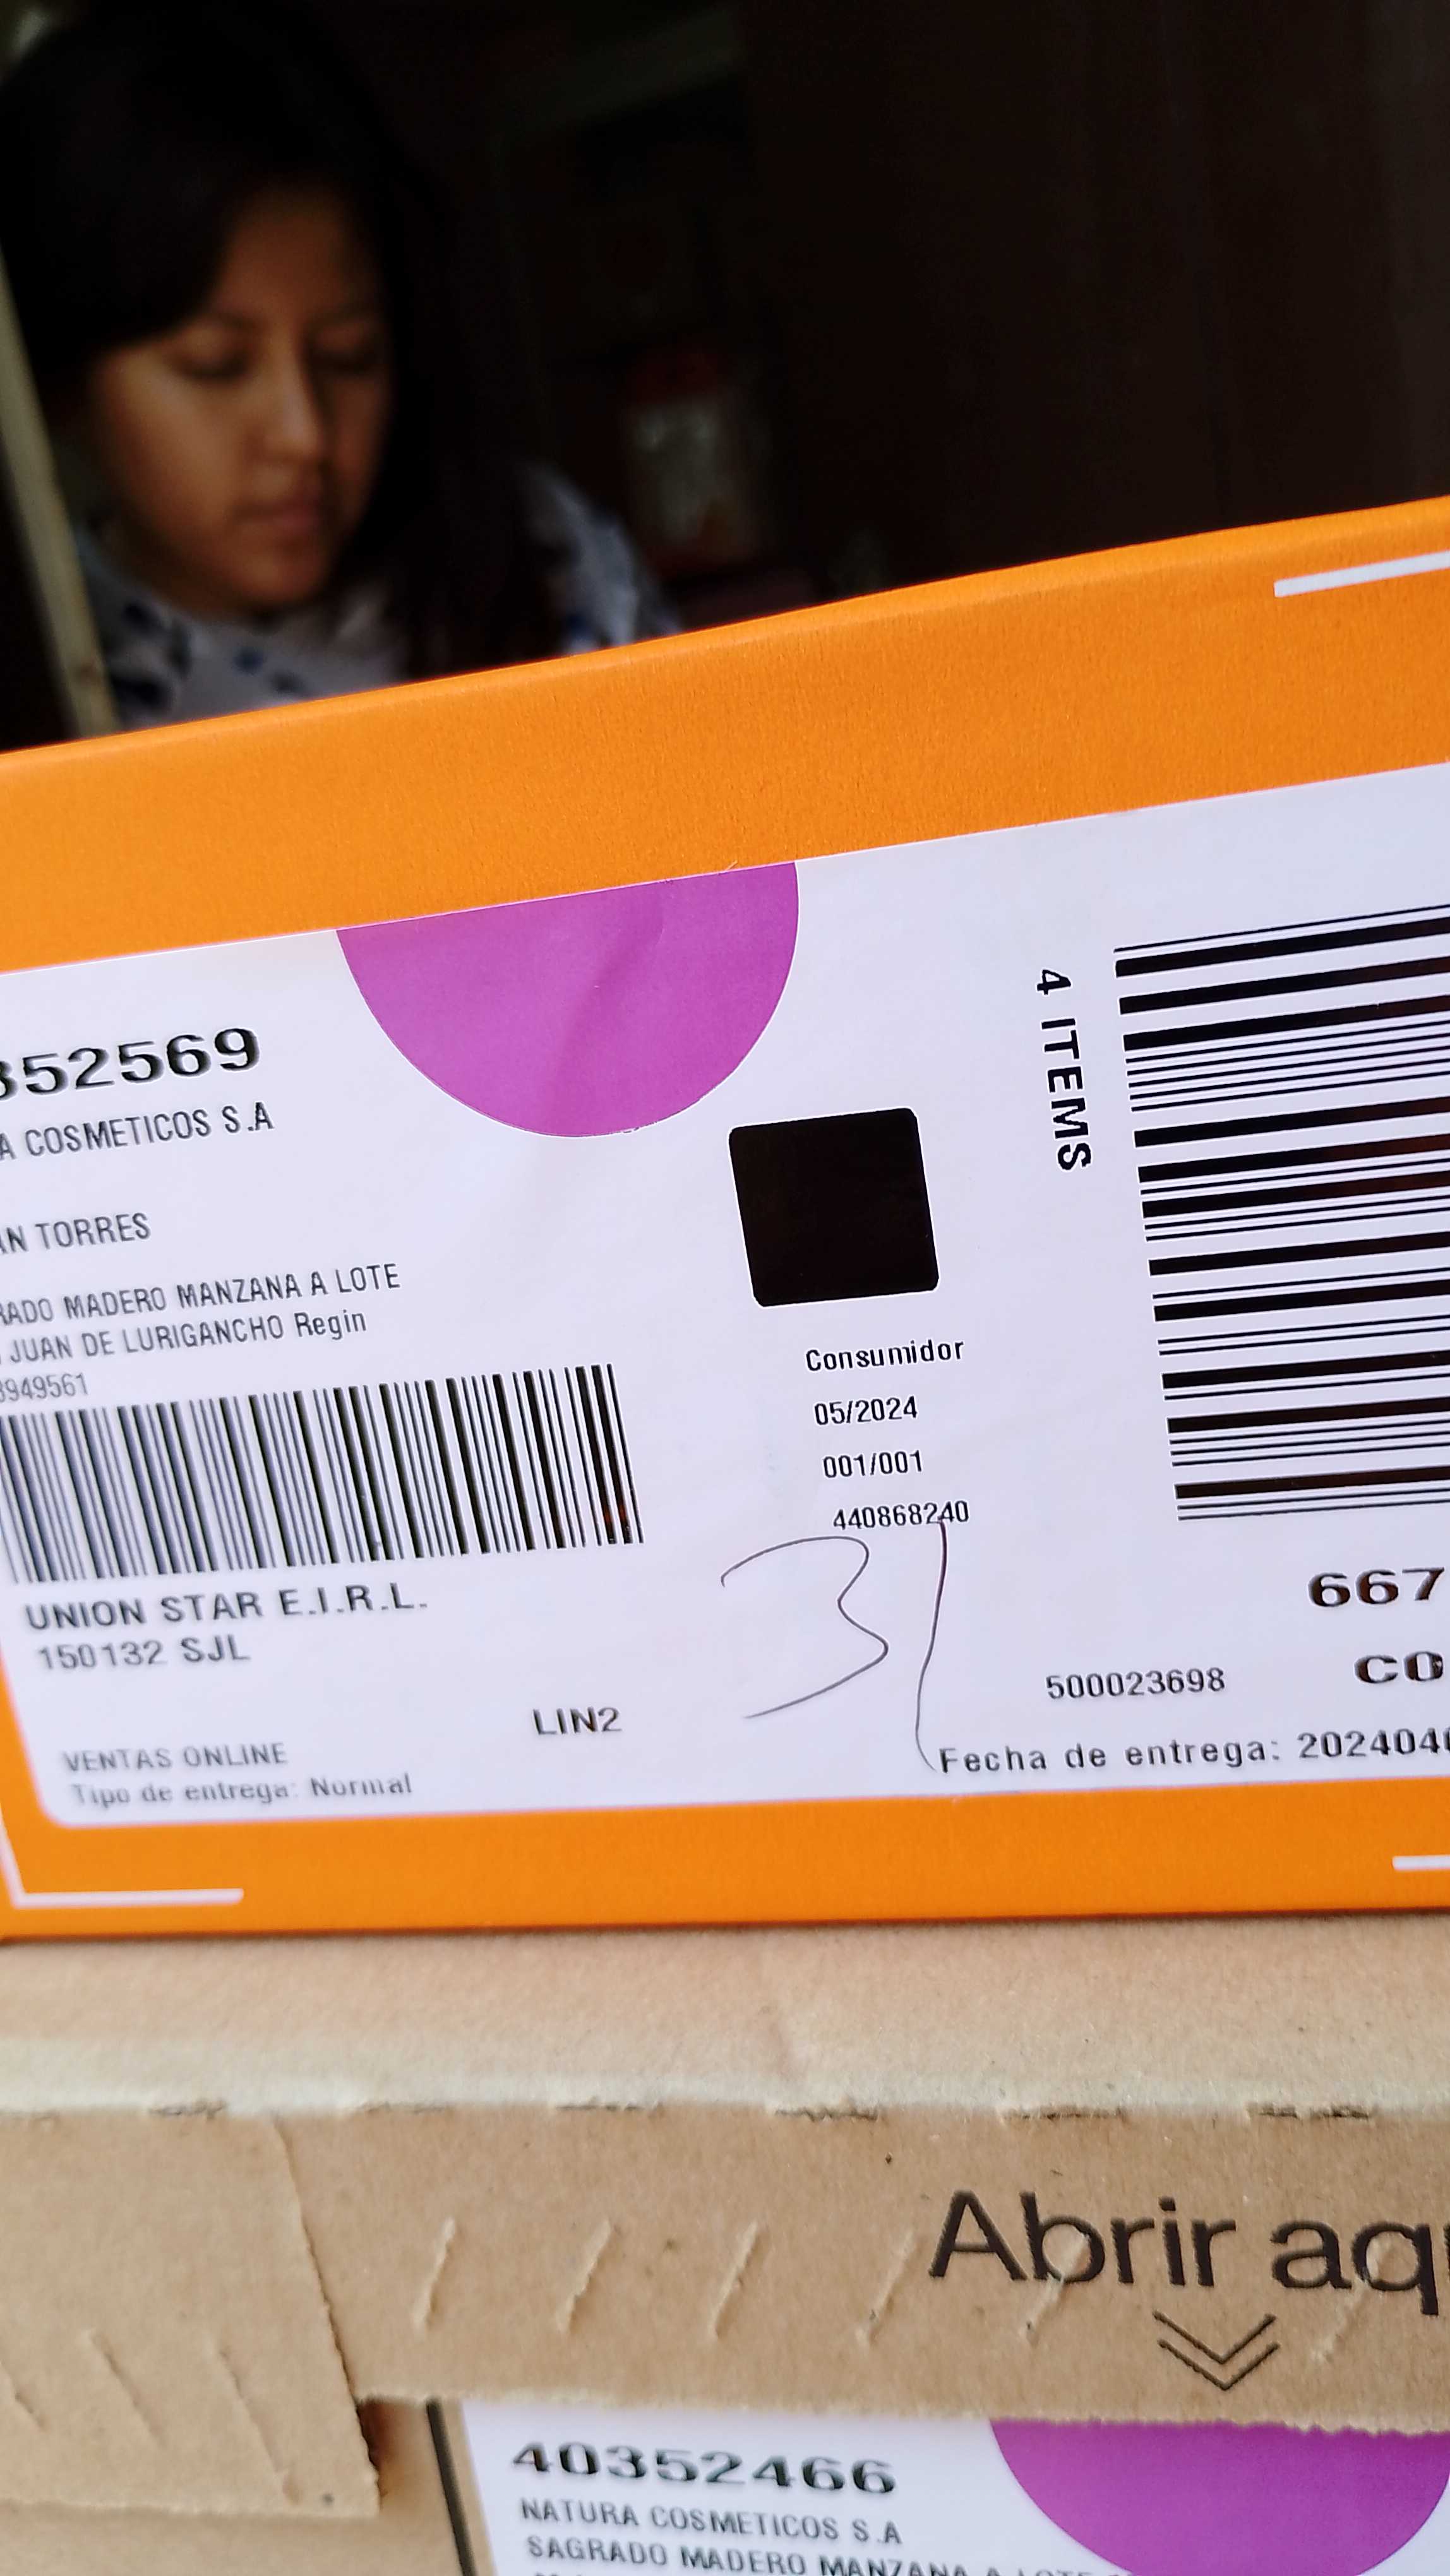 352569
A COSMETICOS S.A
AN TORRES
RADO MADERO MANZANA A LOTE
JUAN DE LURIGANCHO Regin
3949561
UNION STAR E.I.R.L.
150132 SJL
LIN2
VENTAS ONLINE
Tipo de entrega: Normal
Consumidor
05/2024
001/001
440868240
31
4 ITEMS
667
CO
500023698
Fecha de entrega: 202404
Abrir aq
40352466
NATURA COSMETICOS S.A
SAGRADO MADERO MANZANA A LOTE